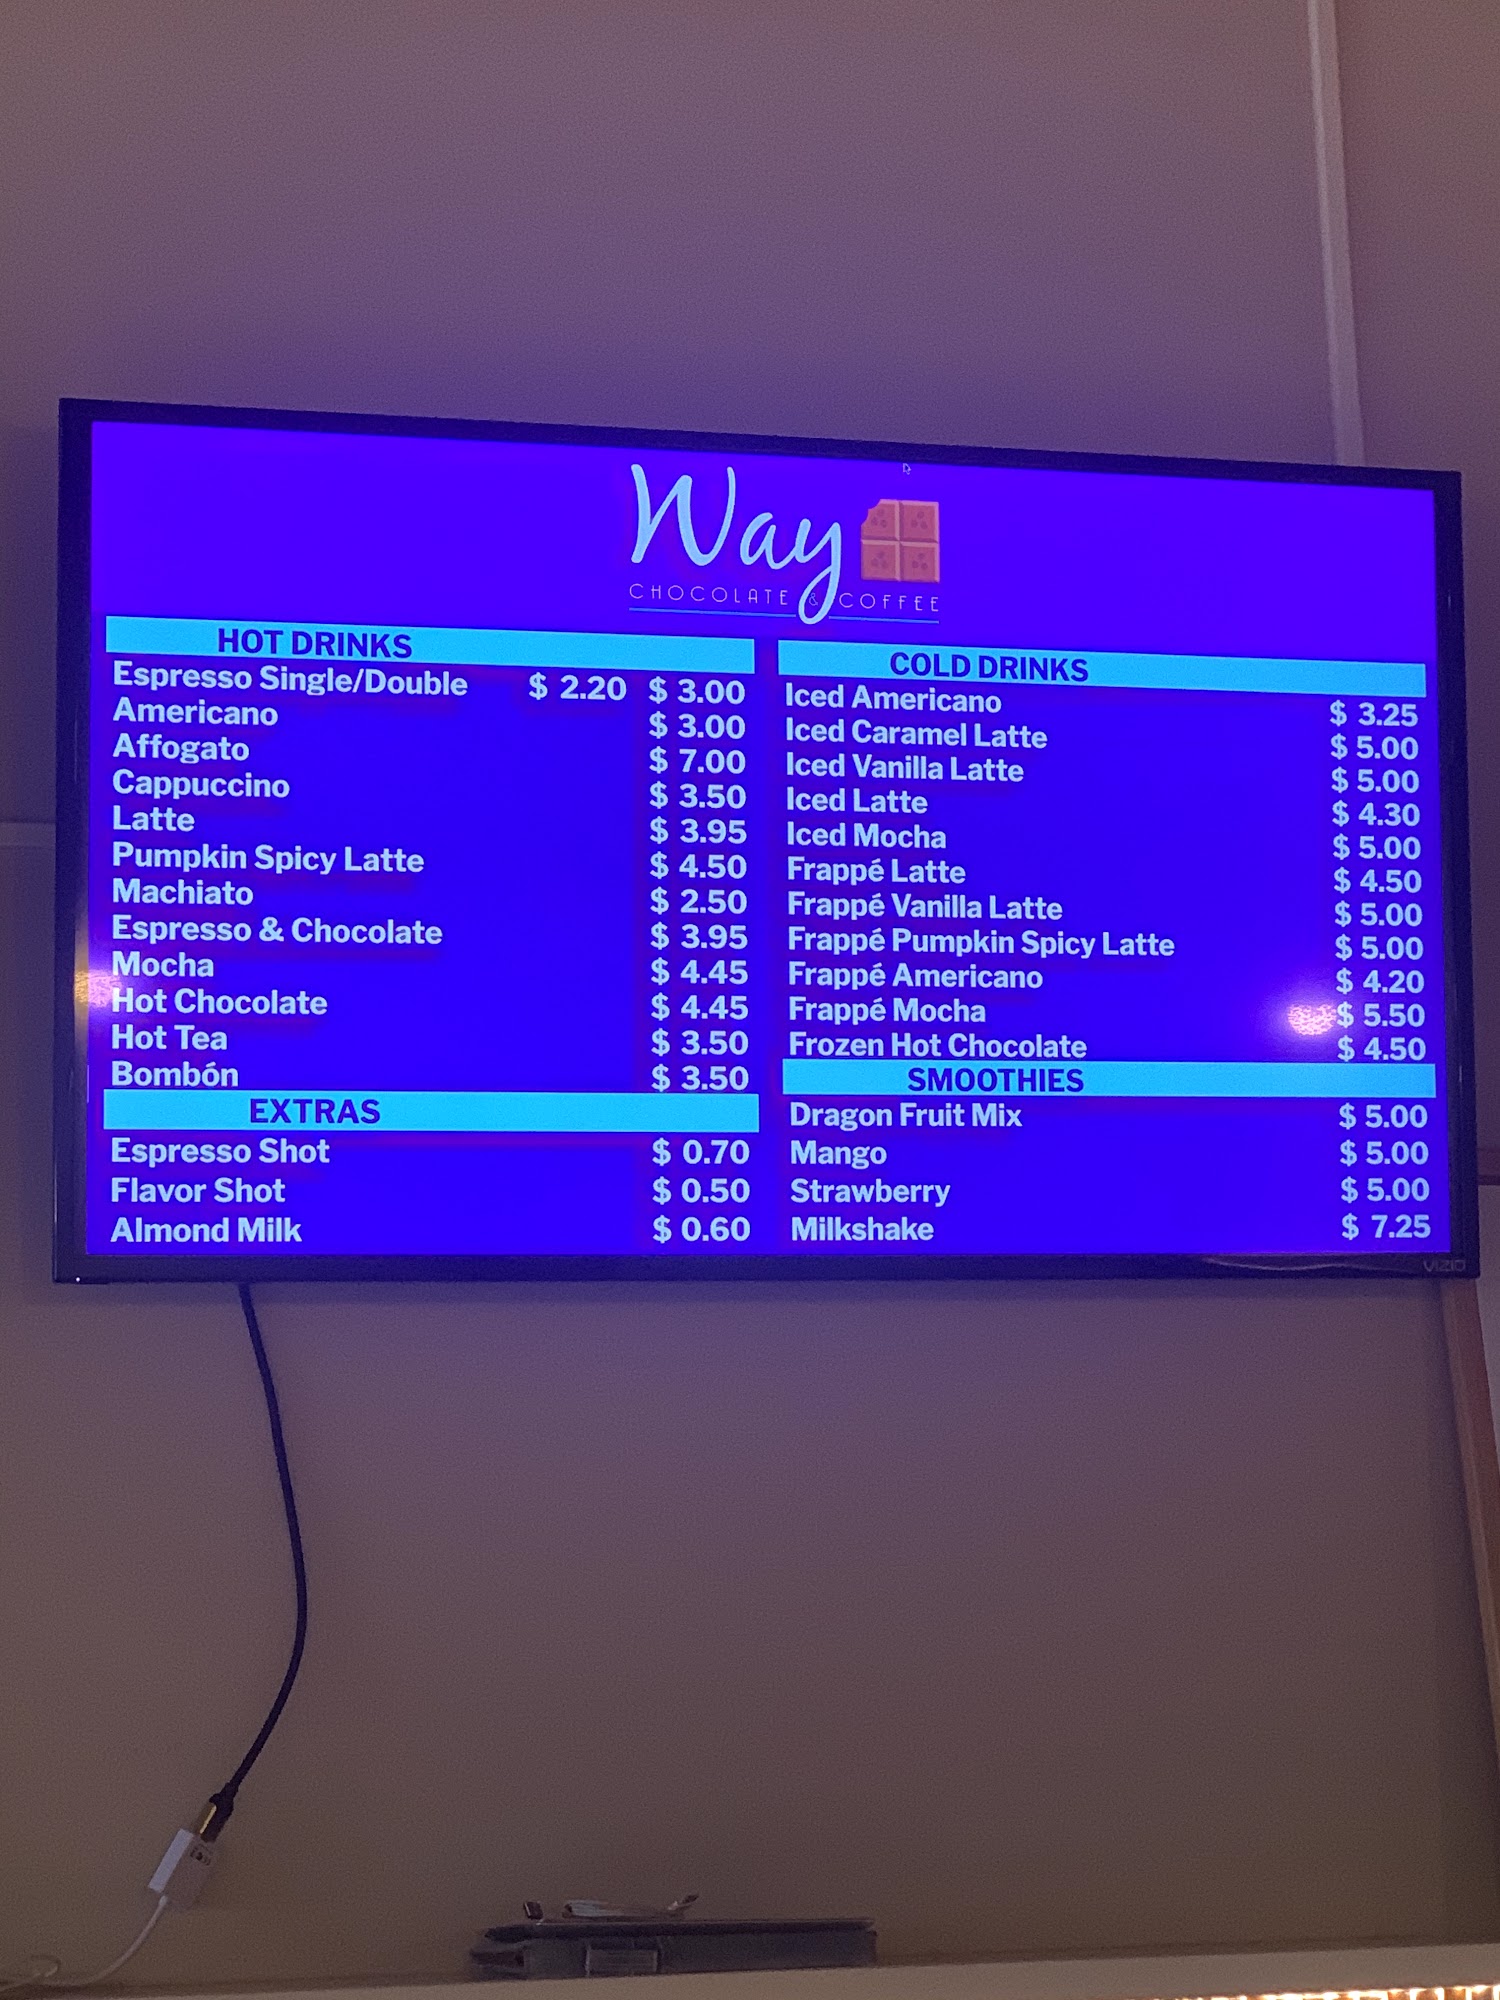 Way
CHOCOLATE & COFFEE
HOT DRINKS
Espresso Single/Double $ 2.20 $ 3.00
Americano $ 3.00
Affogato $ 7.00
Cappuccino $ 3.50
Latte $ 3.95
Pumpkin Spicy Latte $ 4.50
Machiato $ 2.50
Espresso & Chocolate $ 3.95
Mocha $ 4.45
Hot Chocolate $ 4.45
Hot Tea $ 3.50
Bombón $ 3.50
EXTRAS
Espresso Shot $ 0.70
Flavor Shot $ 0.50
Almond Milk $ 0.60
COLD DRINKS
Iced Americano $ 3.25
Iced Caramel Latte $ 5.00
Iced Vanilla Latte $ 5.00
Iced Latte $ 4.30
Iced Mocha $ 5.00
Frappé Latte $ 4.50
Frappé Vanilla Latte $ 5.00
Frappé Pumpkin Spicy Latte $ 5.00
Frappé Americano $ 4.20
Frappé Mocha $ 5.50
Frozen Hot Chocolate $ 4.50
SMOOTHIES
Dragon Fruit Mix $ 5.00
Mango $ 5.00
Strawberry $ 5.00
Milkshake $ 7.25
VIZIO